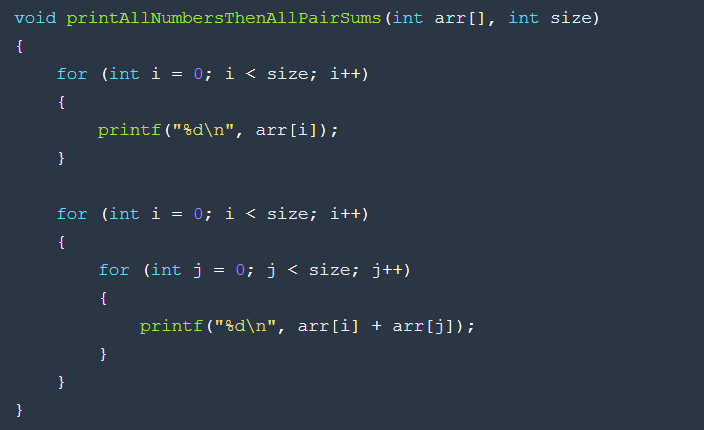 void printAllNumbersThenAllPairSums(int arr[], int size)
{
    for (int i = 0; i < size; i++)
    {
        printf("%d\n", arr[i]);
    }

    for (int i = 0; i < size; i++)
    {
        for (int j = 0; j < size; j++)
        {
            printf("%d\n", arr[i] + arr[j]);
        }
    }
}